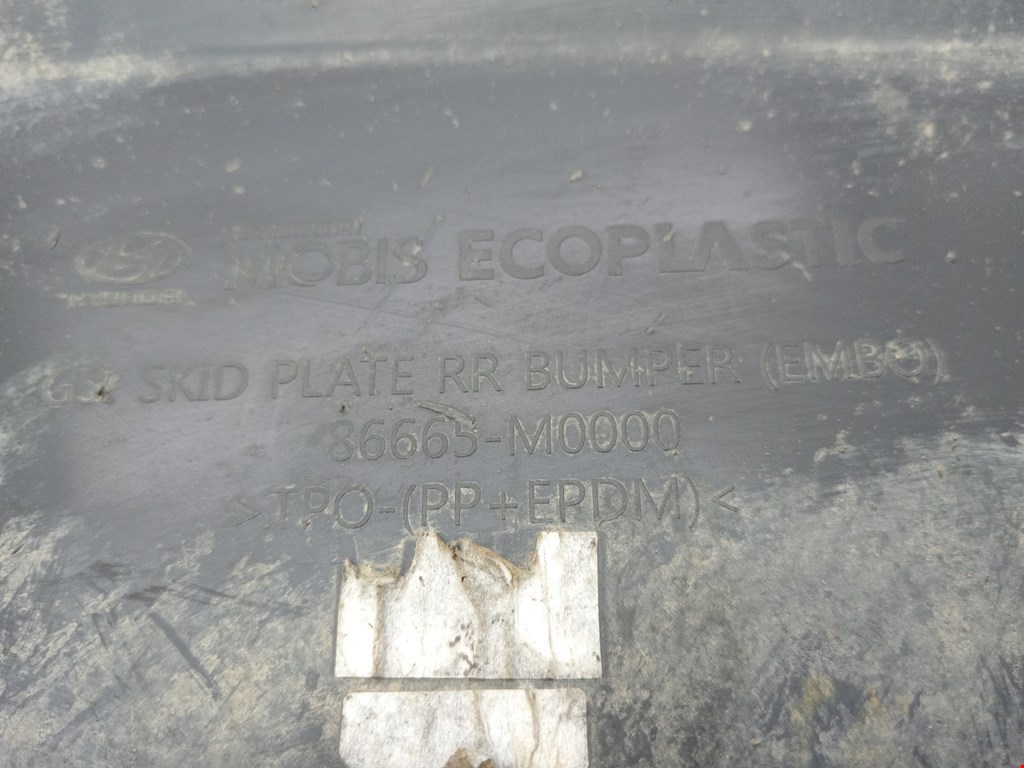 MOBIS ECOPLASTIC
SKID PLATE RR BUMPER (EMBO)
86665-M0000
>TPO-(PP+EPDM)<